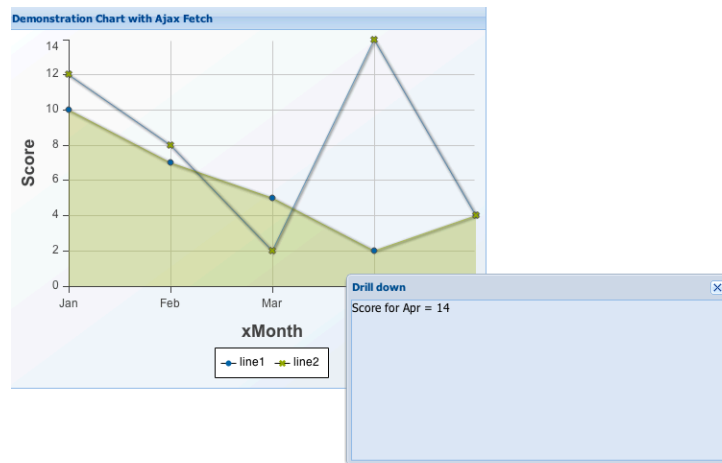 Demonstration Chart with Ajax Fetch
14
12
10
8
6
4
2
0
Score
Jan Feb Mar
xMonth
line1 line2
Drill down
Score for Apr = 14